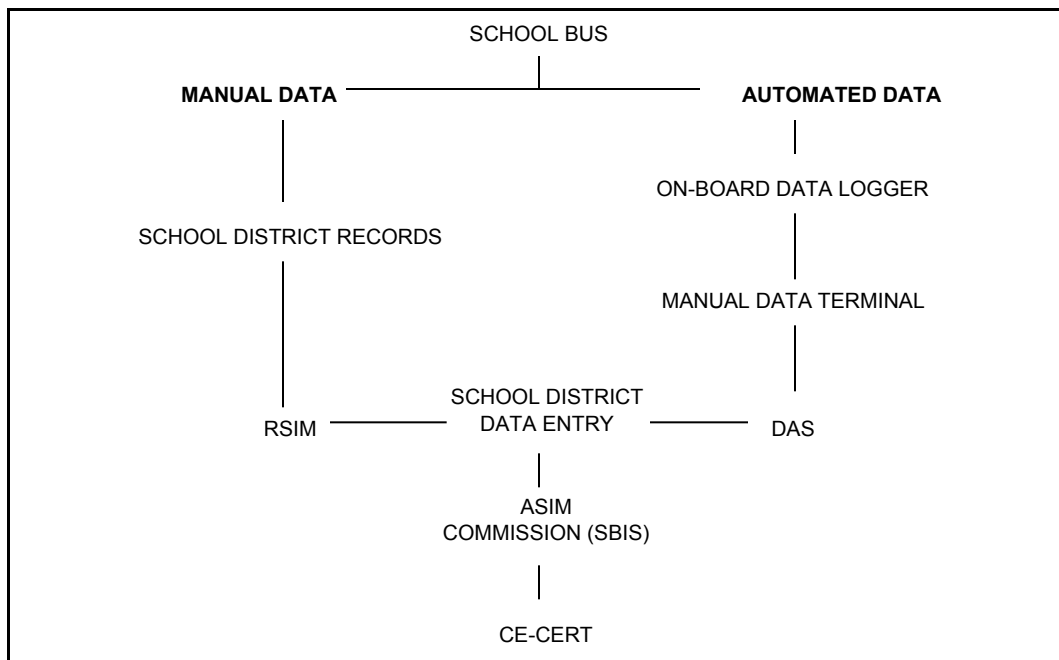 SCHOOL BUS
MANUAL DATA
AUTOMATED DATA
ON-BOARD DATA LOGGER
SCHOOL DISTRICT RECORDS
MANUAL DATA TERMINAL
SCHOOL DISTRICT
DATA ENTRY
RSIM
DAS
ASIM
COMMISSION (SBIS)
CE-CERT